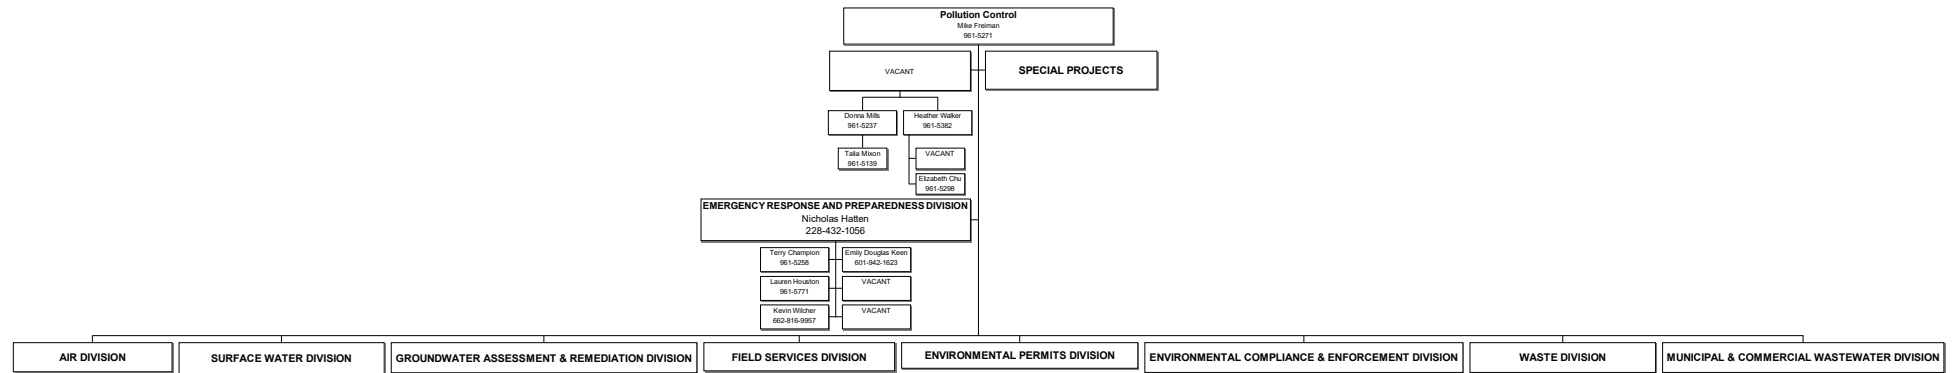 Pollution Control
Mike Freiman
961-5271
VACANT
SPECIAL PROJECTS
Donna Mills
961-5237
Heather Walker
961-5382
Talia Mixon
961-5139
VACANT
Elizabeth Chu
961-5298
EMERGENCY RESPONSE AND PREPAREDNESS DIVISION
Nicholas Hatten
228-432-1056
Terry Champion
961-5258
Emily Douglas Keen
601-942-1623
Lauren Houston
961-5771
VACANT
Kevin Wilcher
662-816-9957
VACANT
AIR DIVISION
SURFACE WATER DIVISION
GROUNDWATER ASSESSMENT & REMEDIATION DIVISION
FIELD SERVICES DIVISION
ENVIRONMENTAL PERMITS DIVISION
ENVIRONMENTAL COMPLIANCE & ENFORCEMENT DIVISION
WASTE DIVISION
MUNICIPAL & COMMERCIAL WASTEWATER DIVISION